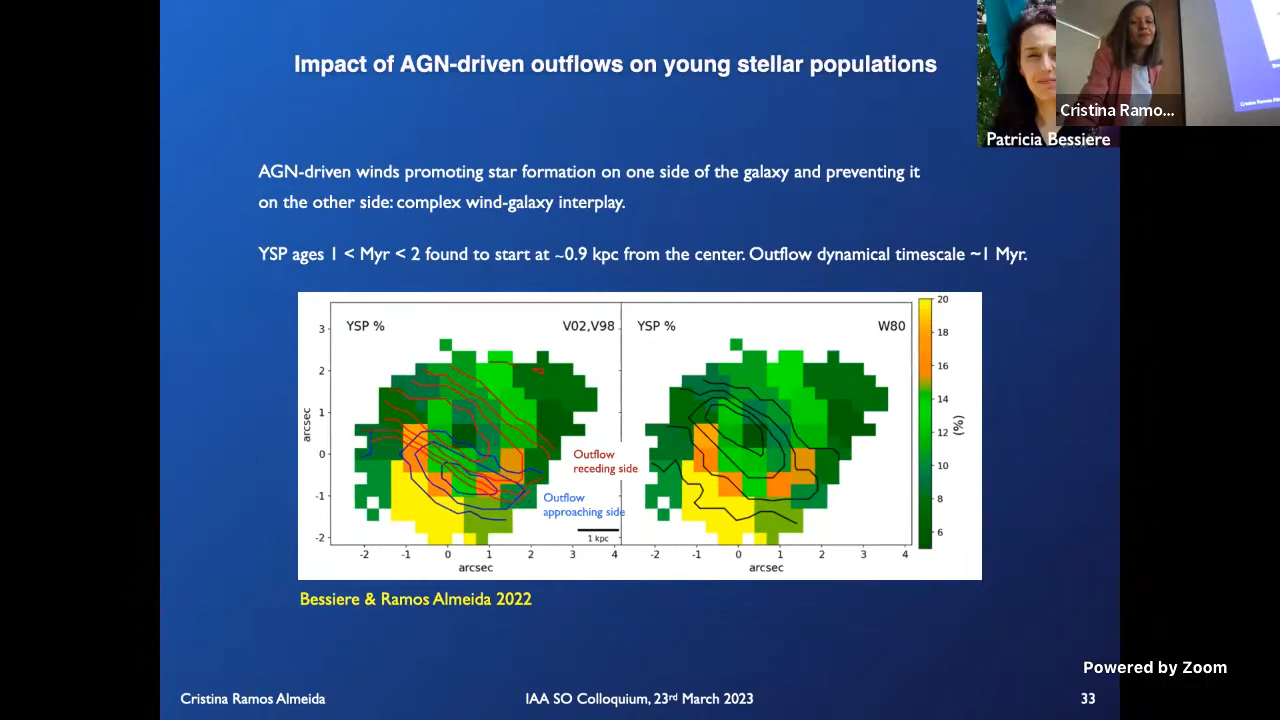 Impact of AGN-driven outflows on young stellar populations
Cristina Ramo...
Patricia Bessiere
AGN-driven winds promoting star formation on one side of the galaxy and preventing it
on the other side: complex wind-galaxy interplay.
YSP ages 1 < Myr < 2 found to start at ~0.9 kpc from the center. Outflow dynamical timescale ~1 Myr.
YSP %
V02,V98
YSP %
W80
3
2
1
0
-1
-2
arcsec
-2 -1 0 1 2 3 4
arcsec
-2 -1 0 1 2 3 4
arcsec
Outflow
receding side
Outflow
approaching side
1 kpc
20
18
16
14
12
10
8
6
(%)
Bessiere & Ramos Almeida 2022
Powered by Zoom
Cristina Ramos Almeida
IAA SO Colloquium, 23rd March 2023
33